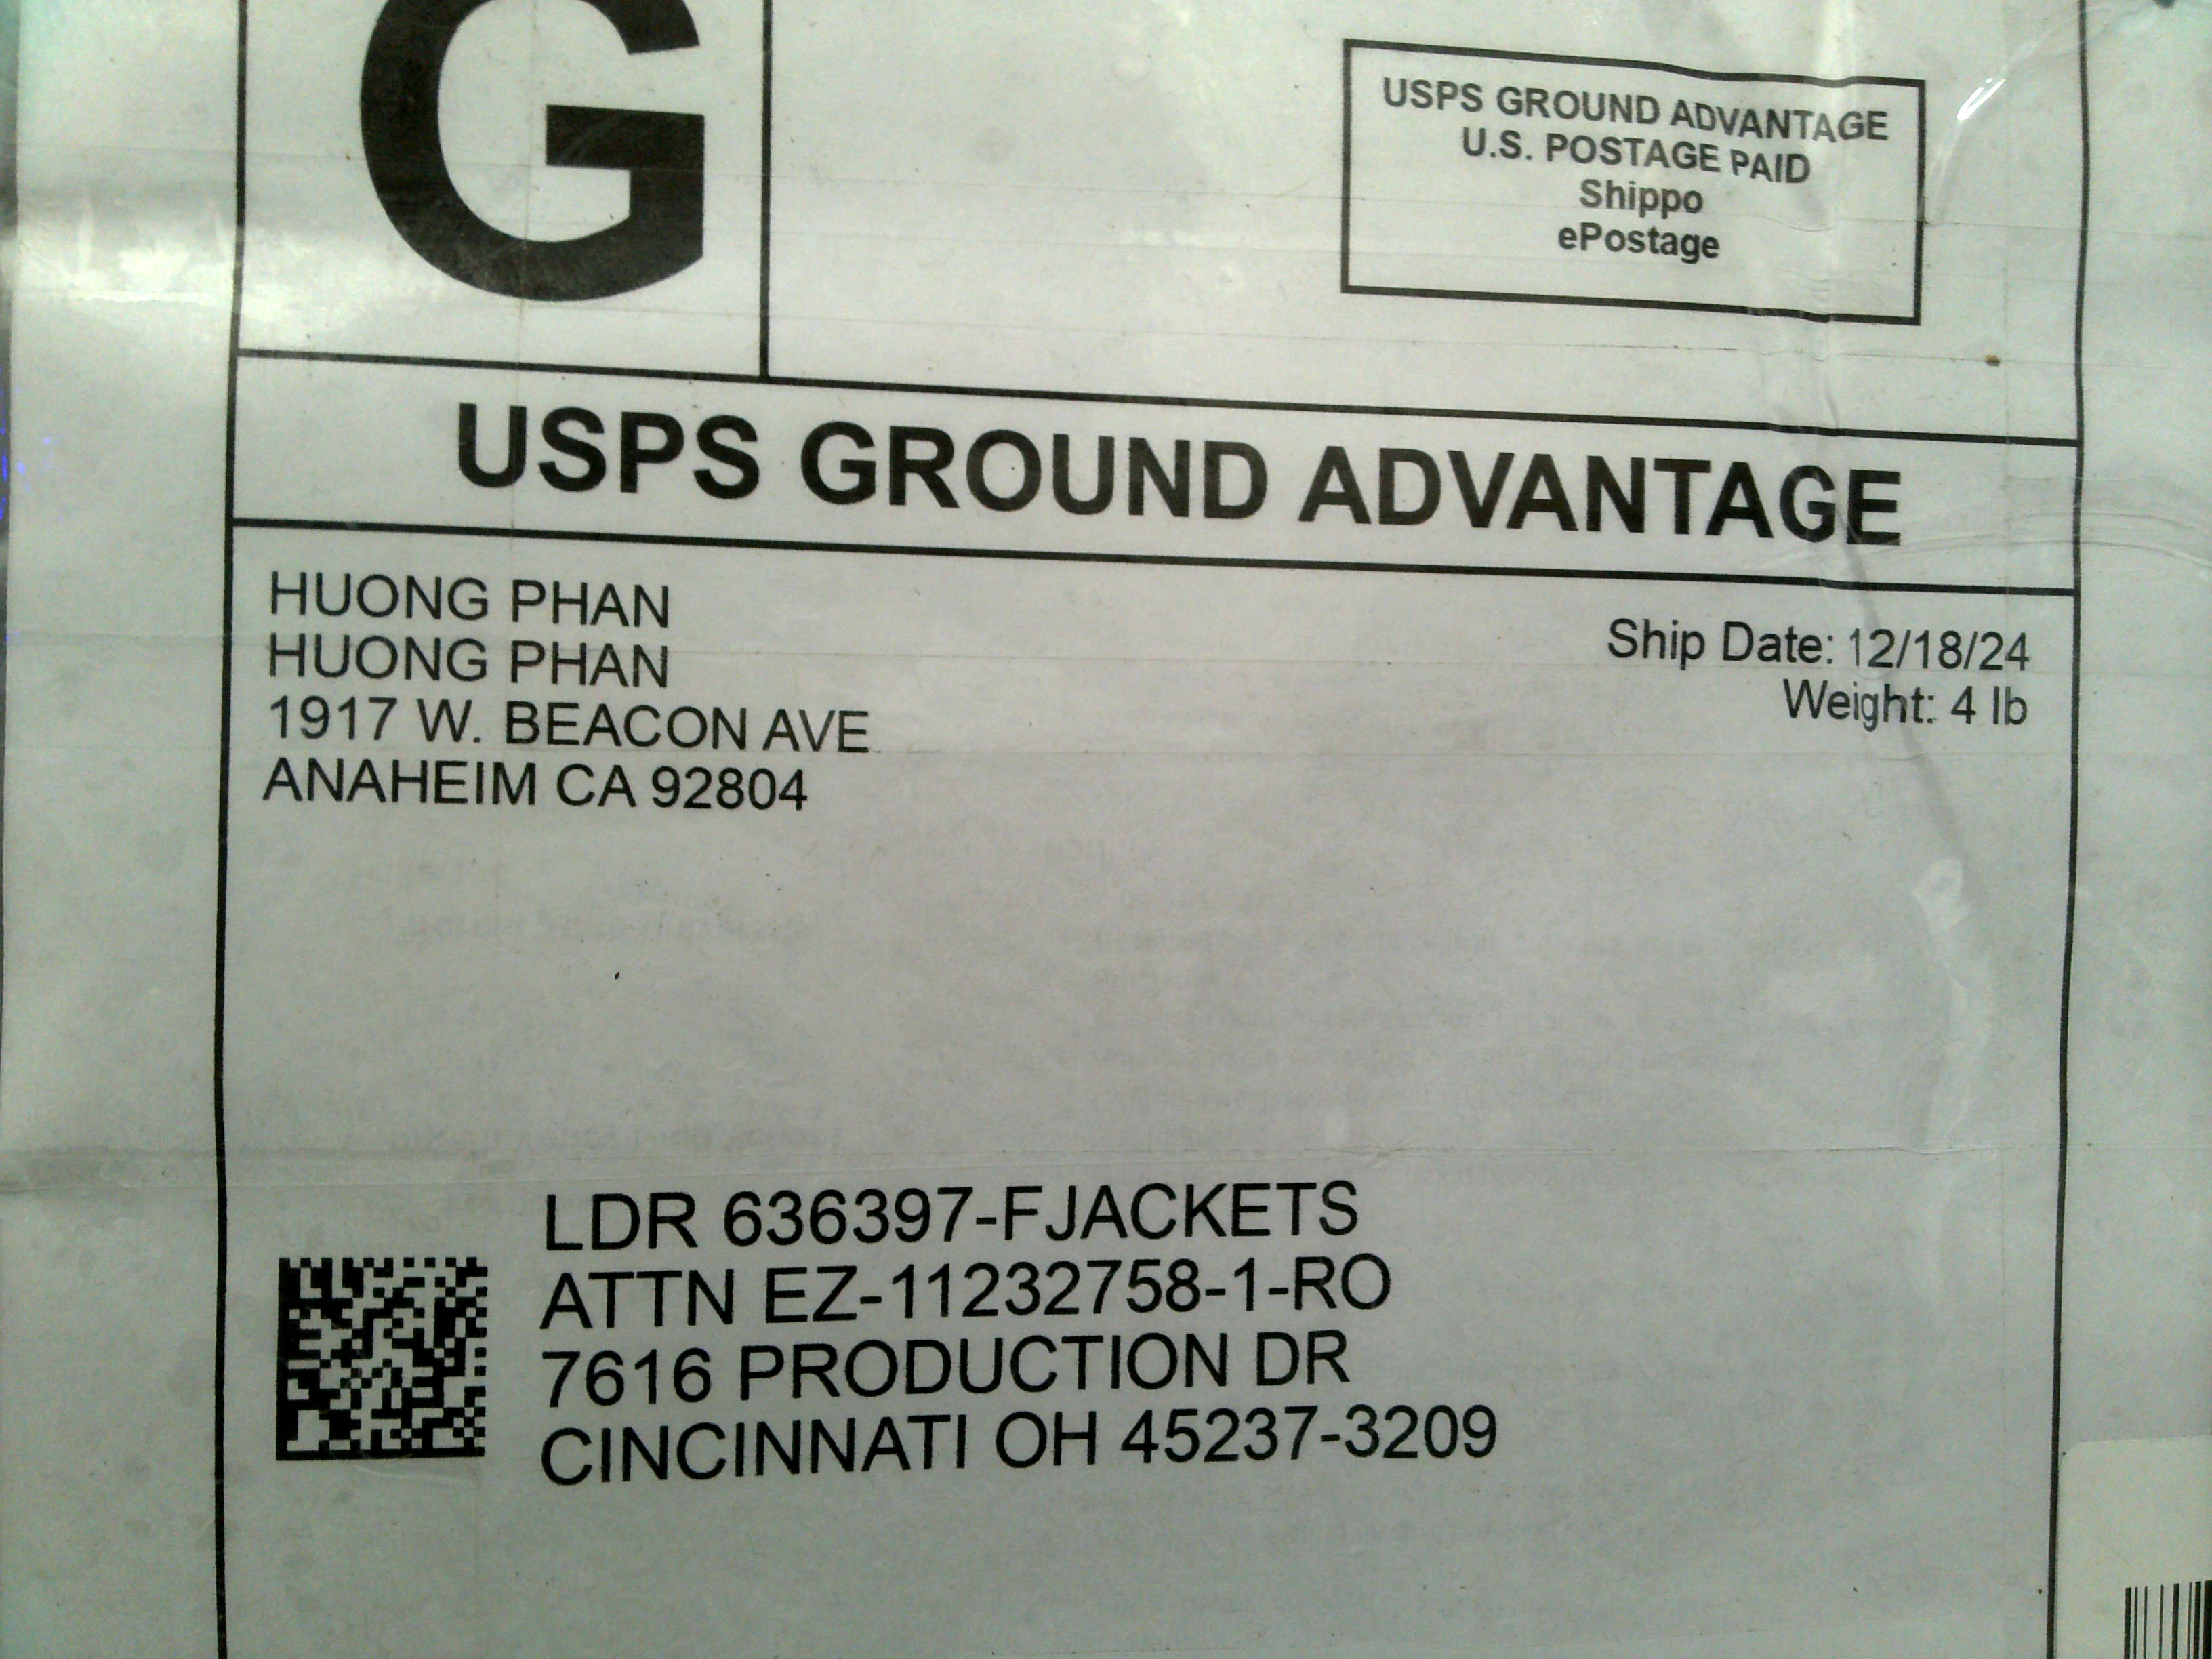 G
USPS GROUND ADVANTAGE
U.S. POSTAGE PAID
Shippo
ePostage
USPS GROUND ADVANTAGE
HUONG PHAN
HUONG PHAN
1917 W. BEACON AVE
ANAHEIM CA 92804
Ship Date: 12/18/24
Weight: 4 lb
LDR 636397-FJACKETS
ATTN EZ-11232758-1-RO
7616 PRODUCTION DR
CINCINNATI OH 45237-3209